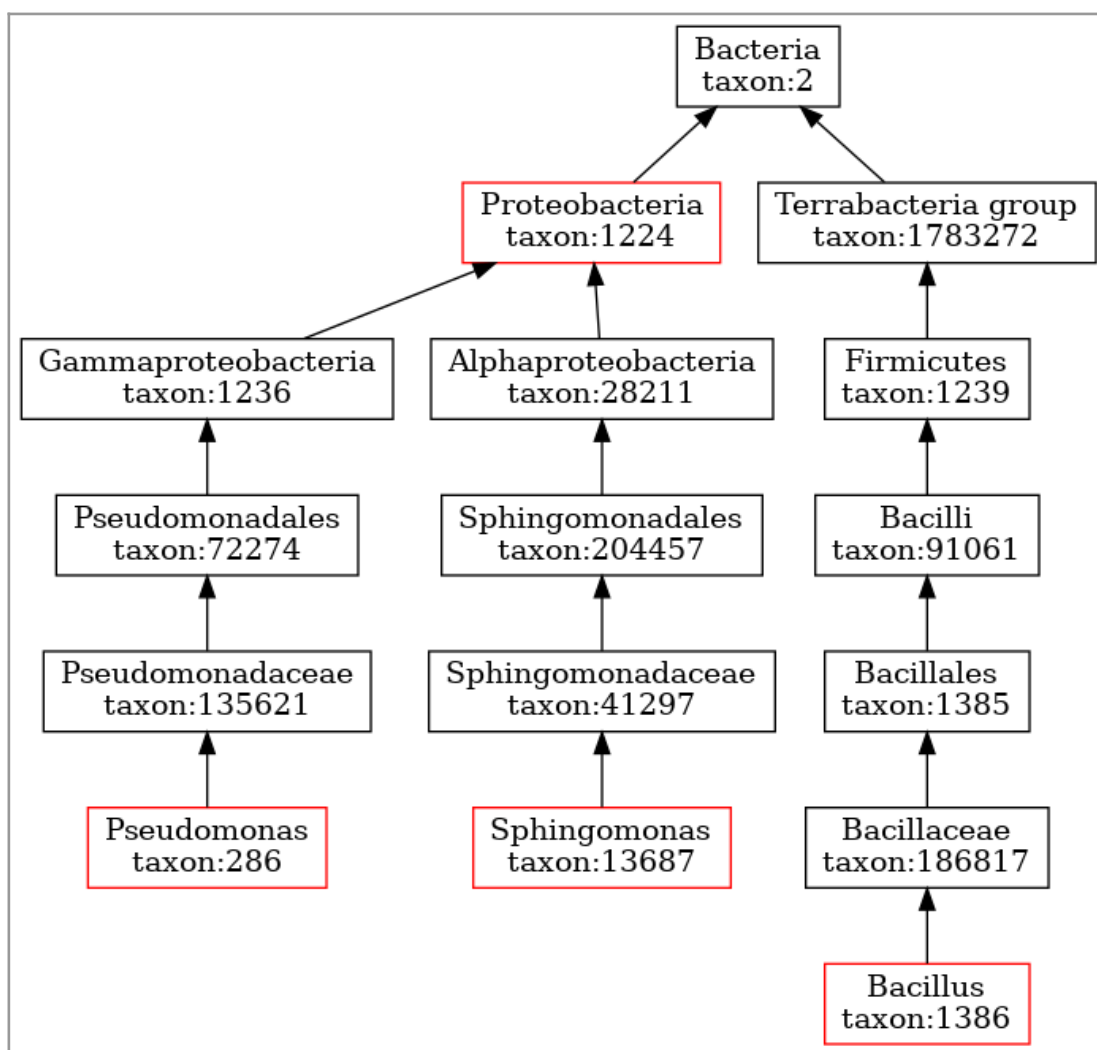 Bacteria
taxon:2
Proteobacteria
taxon:1224
Terrabacteria group
taxon:1783272
Gammaproteobacteria
taxon:1236
Alphaproteobacteria
taxon:28211
Firmicutes
taxon:1239
Pseudomonadales
taxon:72274
Sphingomonadales
taxon:204457
Bacilli
taxon:91061
Pseudomonadaceae
taxon:135621
Sphingomonadaceae
taxon:41297
Bacillales
taxon:1385
Pseudomonas
taxon:286
Sphingomonas
taxon:13687
Bacillaceae
taxon:186817
Bacillus
taxon:1386